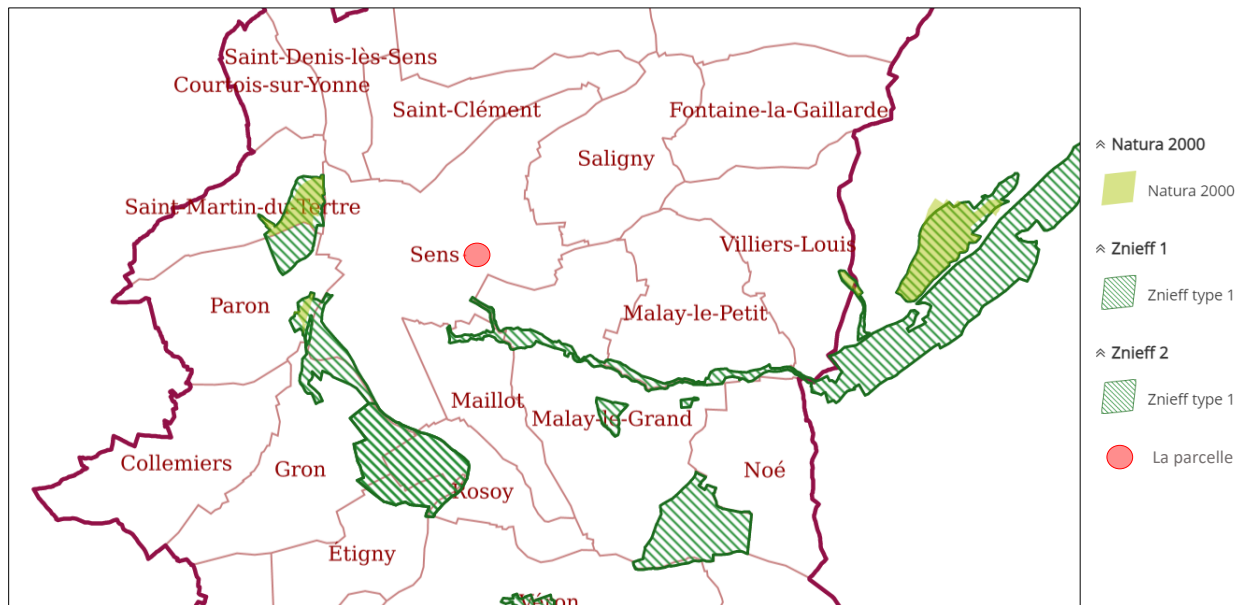 Saint-Denis-lès-Sens
Courtois-sur-Yonne
Saint-Clément
Fontaine-la-Gaillarde
Saligny
Saint-Martin-du-Tertre
Sens
Villiers-Louis
Paron
Malay-le-Petit
Maillot
Malay-le-Grand
Collemiers
Gron
Noé
Rosoy
Étigny
Véron
Natura 2000
Natura 2000
Znieff 1
Znieff type 1
Znieff 2
Znieff type 1
La parcelle